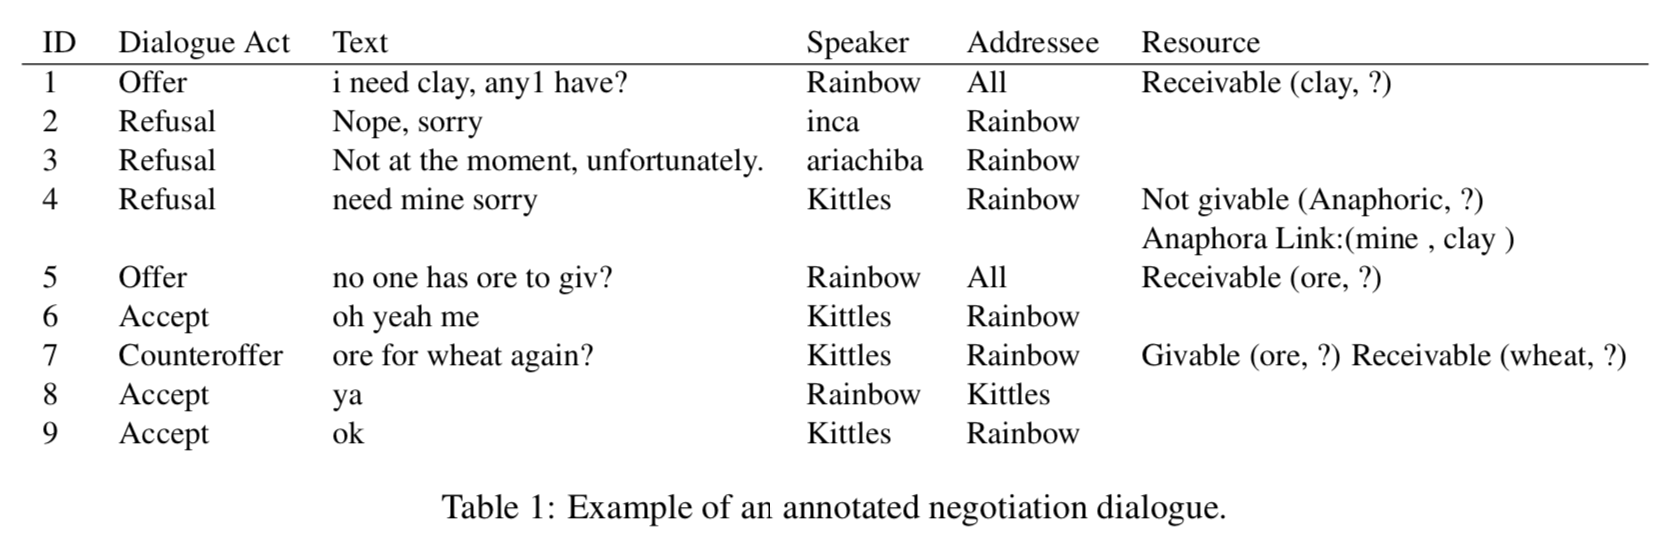 ID Dialogue Act Text Speaker Addressee Resource
1 Offer i need clay, any1 have? Rainbow All Receivable (clay, ?)
2 Refusal Nope, sorry inca Rainbow
3 Refusal Not at the moment, unfortunately. ariachiba Rainbow
4 Refusal need mine sorry Kittles Rainbow Not givable (Anaphoric, ?)
Anaphora Link:(mine , clay )
5 Offer no one has ore to giv? Rainbow All Receivable (ore, ?)
6 Accept oh yeah me Kittles Rainbow
7 Counteroffer ore for wheat again? Kittles Rainbow Givable (ore, ?) Receivable (wheat, ?)
8 Accept ya Rainbow Kittles
9 Accept ok Kittles Rainbow
Table 1: Example of an annotated negotiation dialogue.